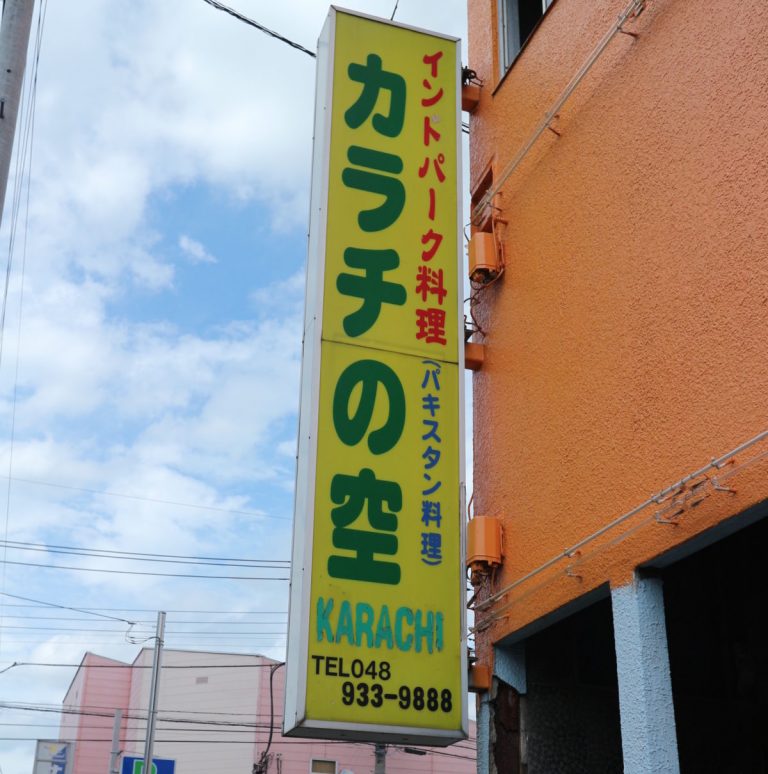 インドパーク料理
(パキスタン料理)
カラチの空
KARACHI
TEL048
933-9888
P